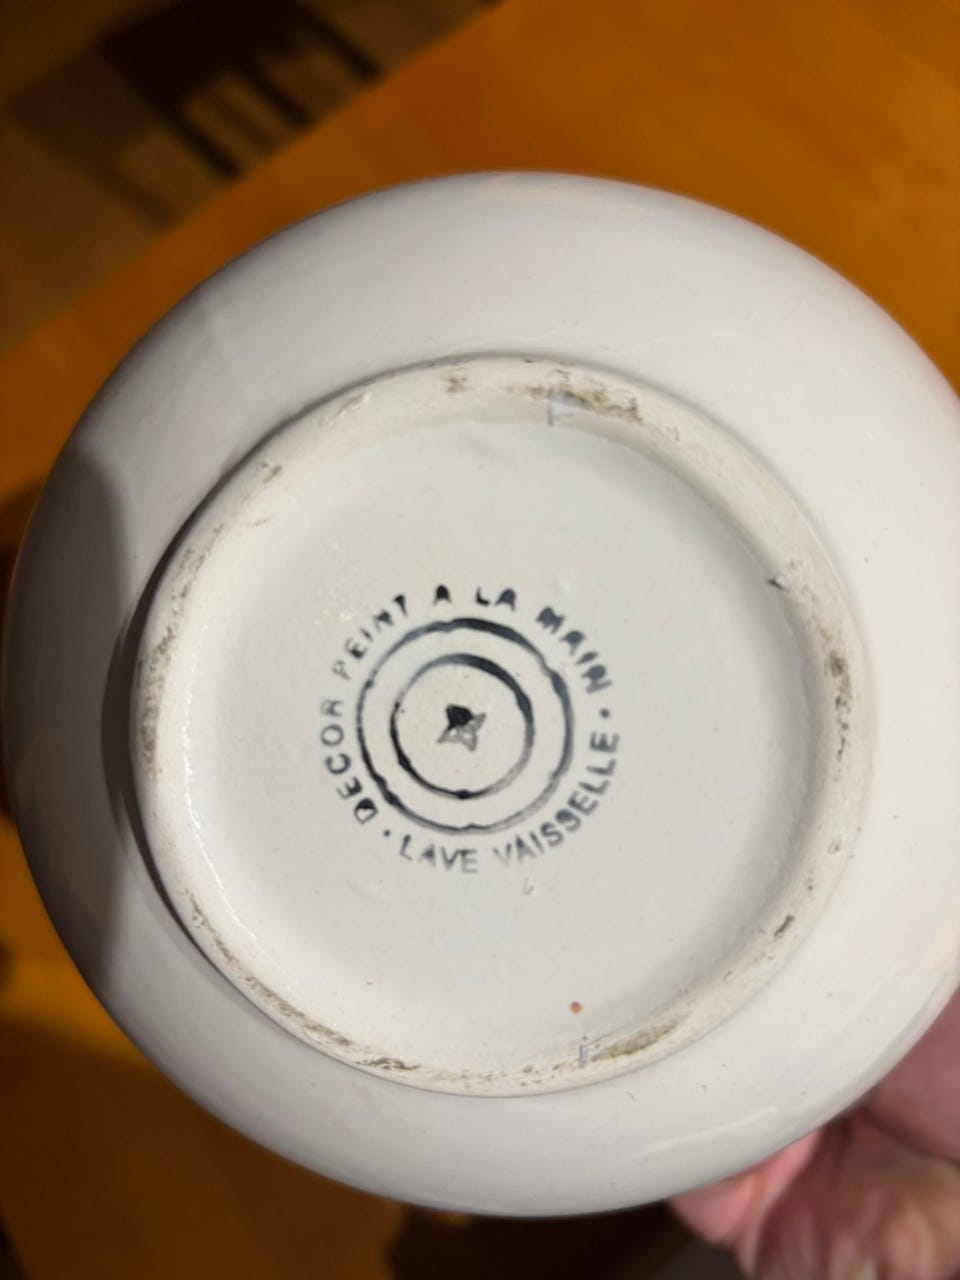 DECOR PEINT A LA MAIN
• LAVE VAISSELLE •